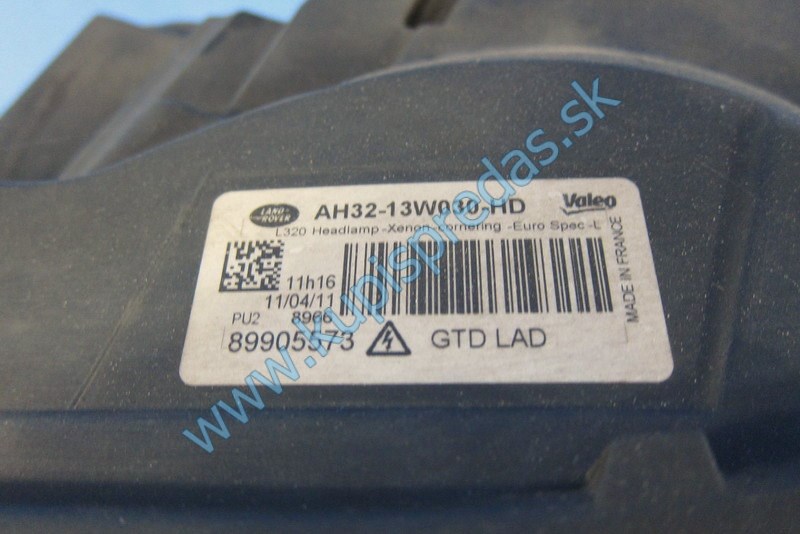 LAND ROVER
AH32-13W030-HD
Valeo
L320 Headlamp -Xenon -cornering -Euro Spec -L
11h16
11/04/11
PU2 8966
89905573 GTD LAD
MADE IN FRANCE
www.kupispredas.sk